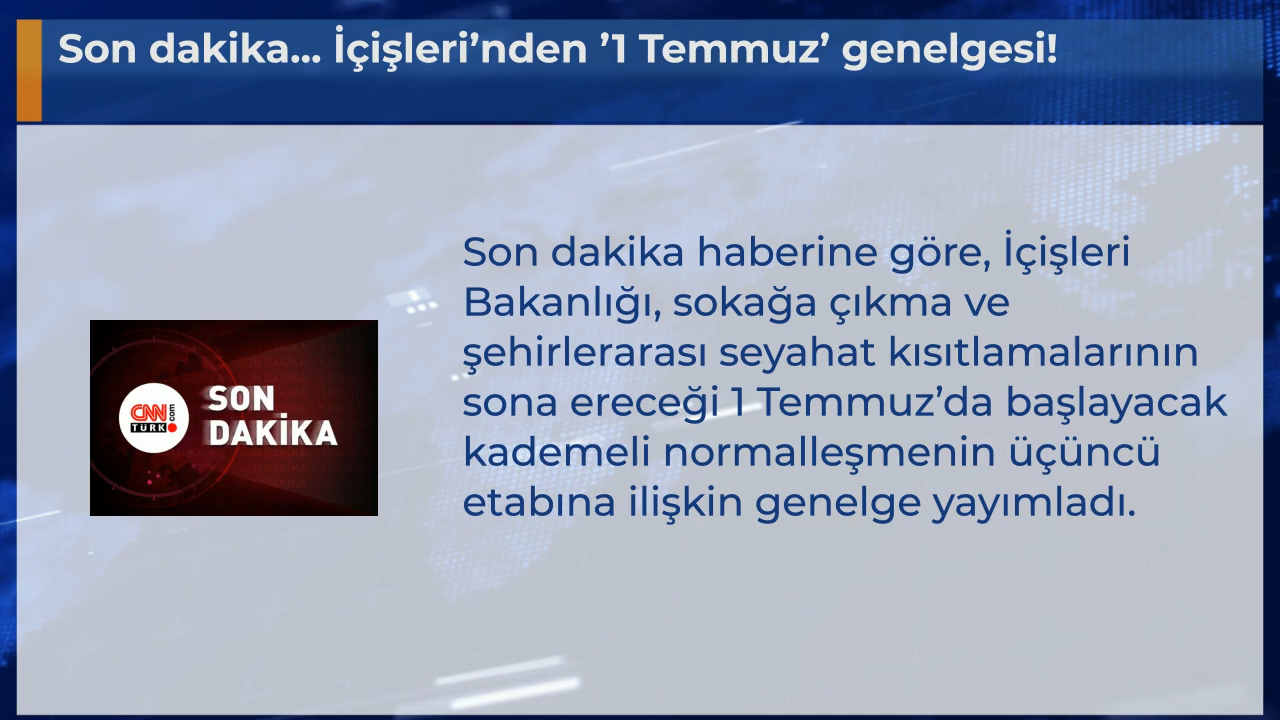 Son dakika... İçişleri’nden ’1 Temmuz’ genelgesi!
Son dakika haberine göre, İçişleri
Bakanlığı, sokağa çıkma ve
şehirlerarası seyahat kısıtlamalarının
sona ereceği 1 Temmuz’da başlayacak
kademeli normalleşmenin üçüncü
etabına ilişkin genelge yayımladı.
CNN
TÜRK
.com
SON
DAKİKA